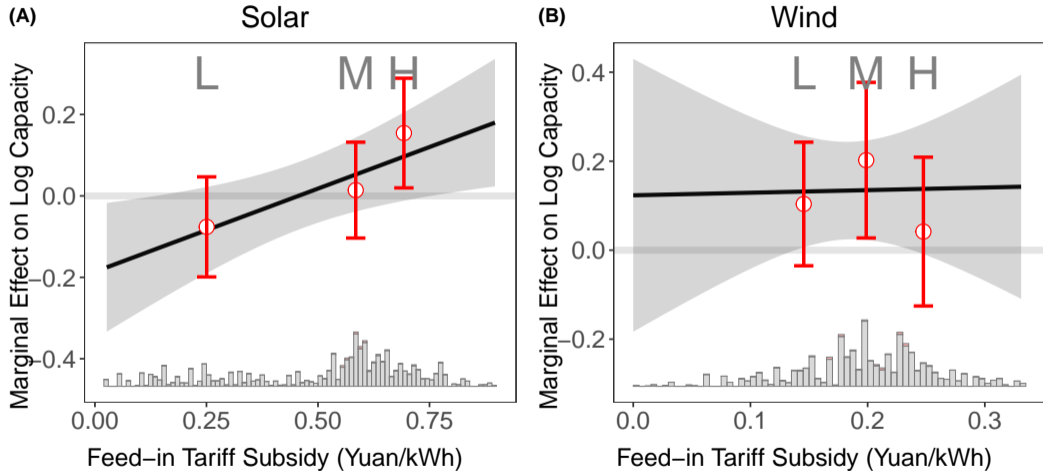 (A)
Solar
Marginal Effect on Log Capacity
0.2
0.0
−0.2
−0.4
L
M
H
0.00
0.25
0.50
0.75
Feed−in Tariff Subsidy (Yuan/kWh)
(B)
Wind
Marginal Effect on Log Capacity
0.4
0.2
0.0
−0.2
L
M
H
0.0
0.1
0.2
0.3
Feed−in Tariff Subsidy (Yuan/kWh)